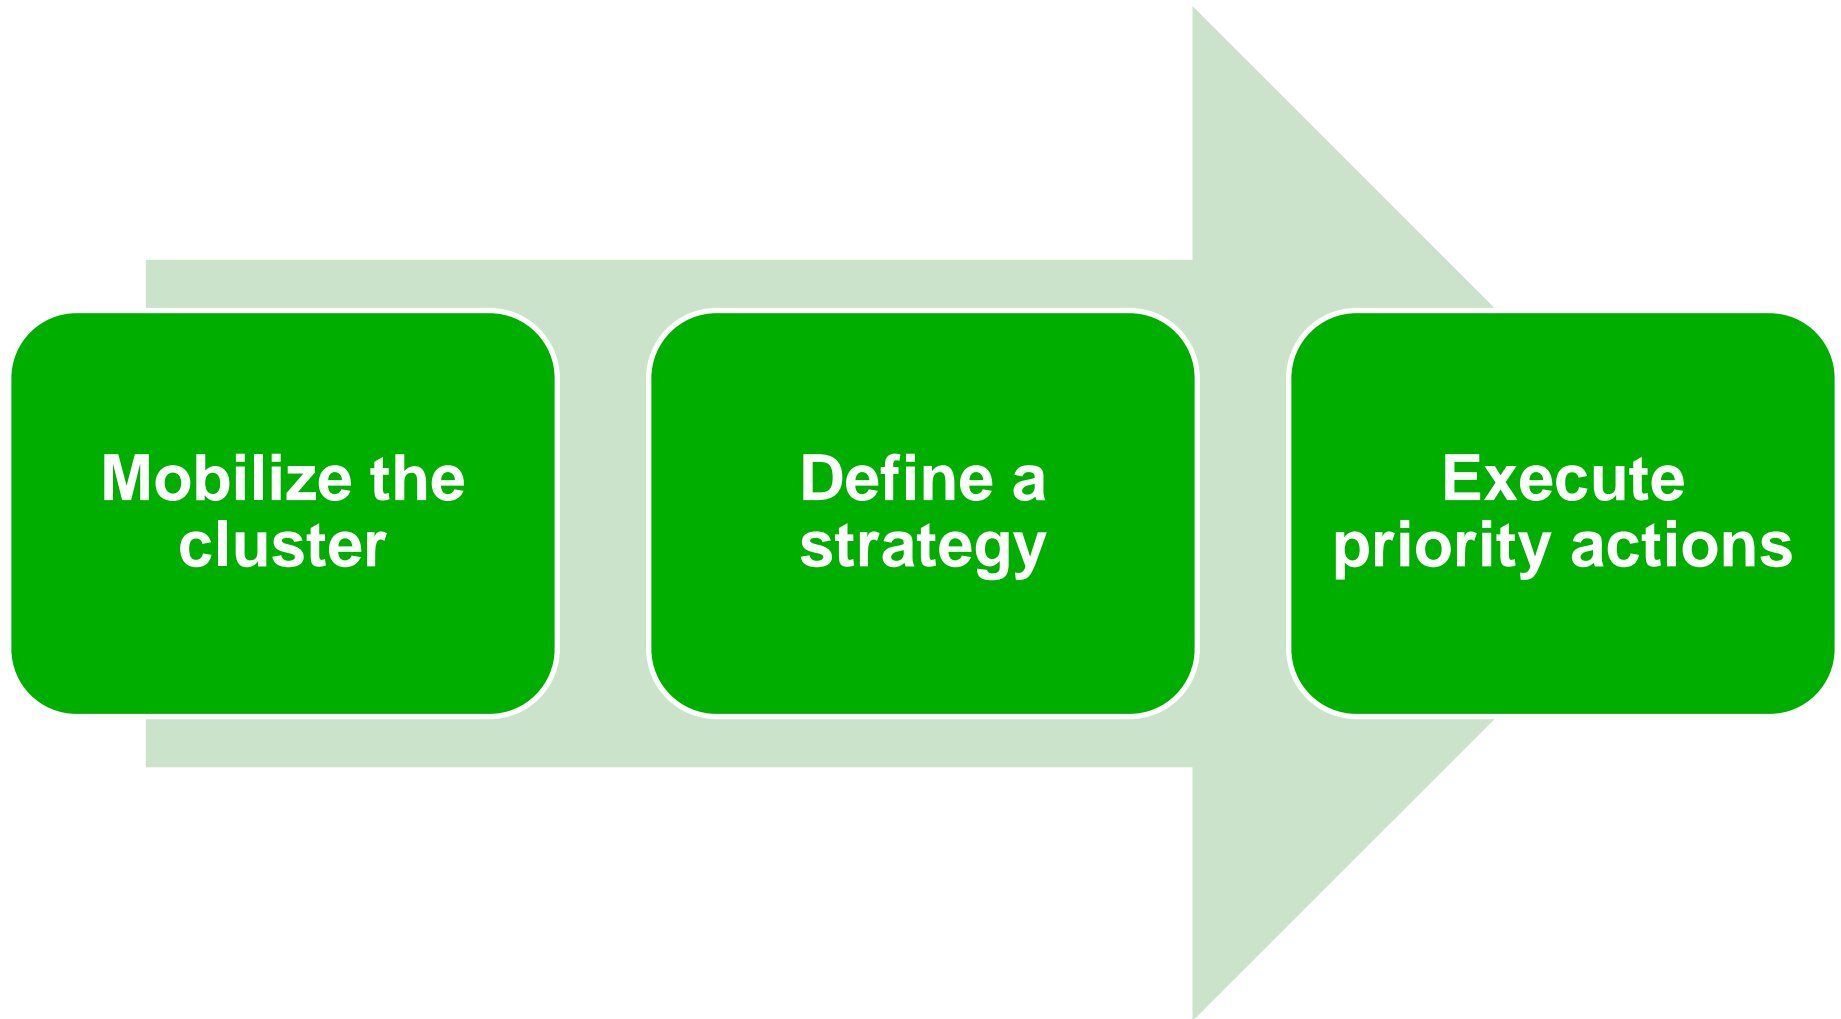 Mobilize the
cluster
Define a
strategy
Execute
priority actions